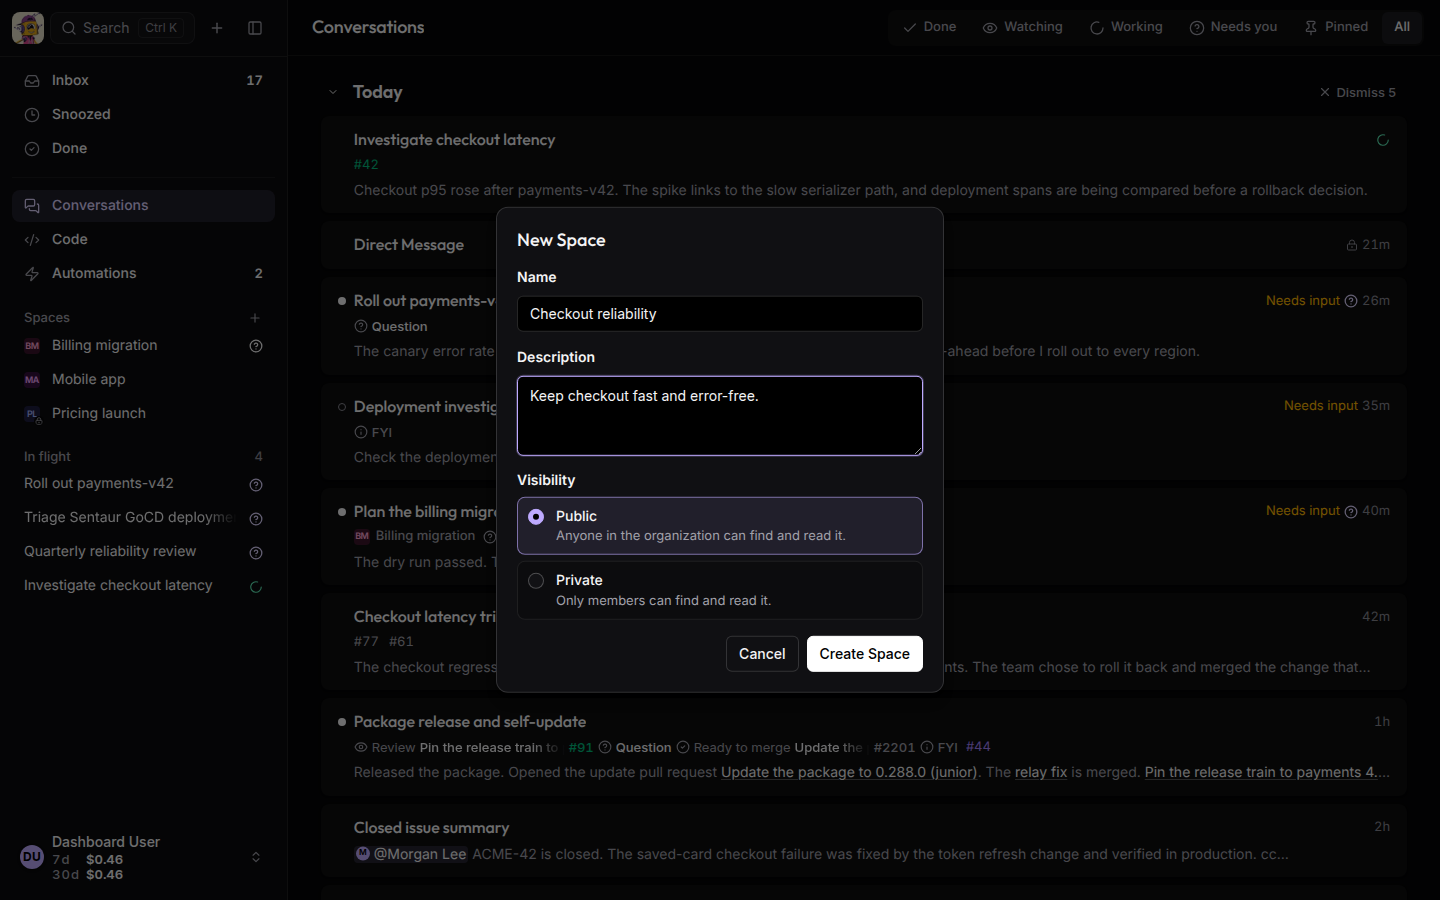 Search Ctrl K
Inbox 17
Snoozed
Done
Conversations
Code
Automations 2
Spaces
BM Billing migration
MA Mobile app
PL Pricing launch
In flight 4
Roll out payments-v42
Triage Sentaur GoCD deployme
Quarterly reliability review
Investigate checkout latency
DU Dashboard User
7d $0.46
30d $0.46
Conversations
Done Watching Working Needs you Pinned All
Today Dismiss 5
Investigate checkout latency
#42
Checkout p95 rose after payments-v42. The spike links to the slow serializer path, and deployment spans are being compared before a rollback decision.
Direct Message 21m
Roll out payments-v Needs input 26m
Question
The canary error rate -ahead before I roll out to every region.
Deployment investig Needs input 35m
FYI
Check the deploymen
Plan the billing migr Needs input 40m
BM Billing migration
The dry run passed.
Checkout latency tri 42m
#77 #61
The checkout regress nts. The team chose to roll it back and merged the change that...
Package release and self-update 1h
Review Pin the release train to #91 Question Ready to merge Update the #2201 FYI #44
Released the package. Opened the update pull request Update the package to 0.288.0 (junior). The relay fix is merged. Pin the release train to payments 4....
Closed issue summary 2h
M @Morgan Lee ACME-42 is closed. The saved-card checkout failure was fixed by the token refresh change and verified in production. cc...
New Space
Name
Checkout reliability
Description
Keep checkout fast and error-free.
Visibility
Public
Anyone in the organization can find and read it.
Private
Only members can find and read it.
Cancel Create Space